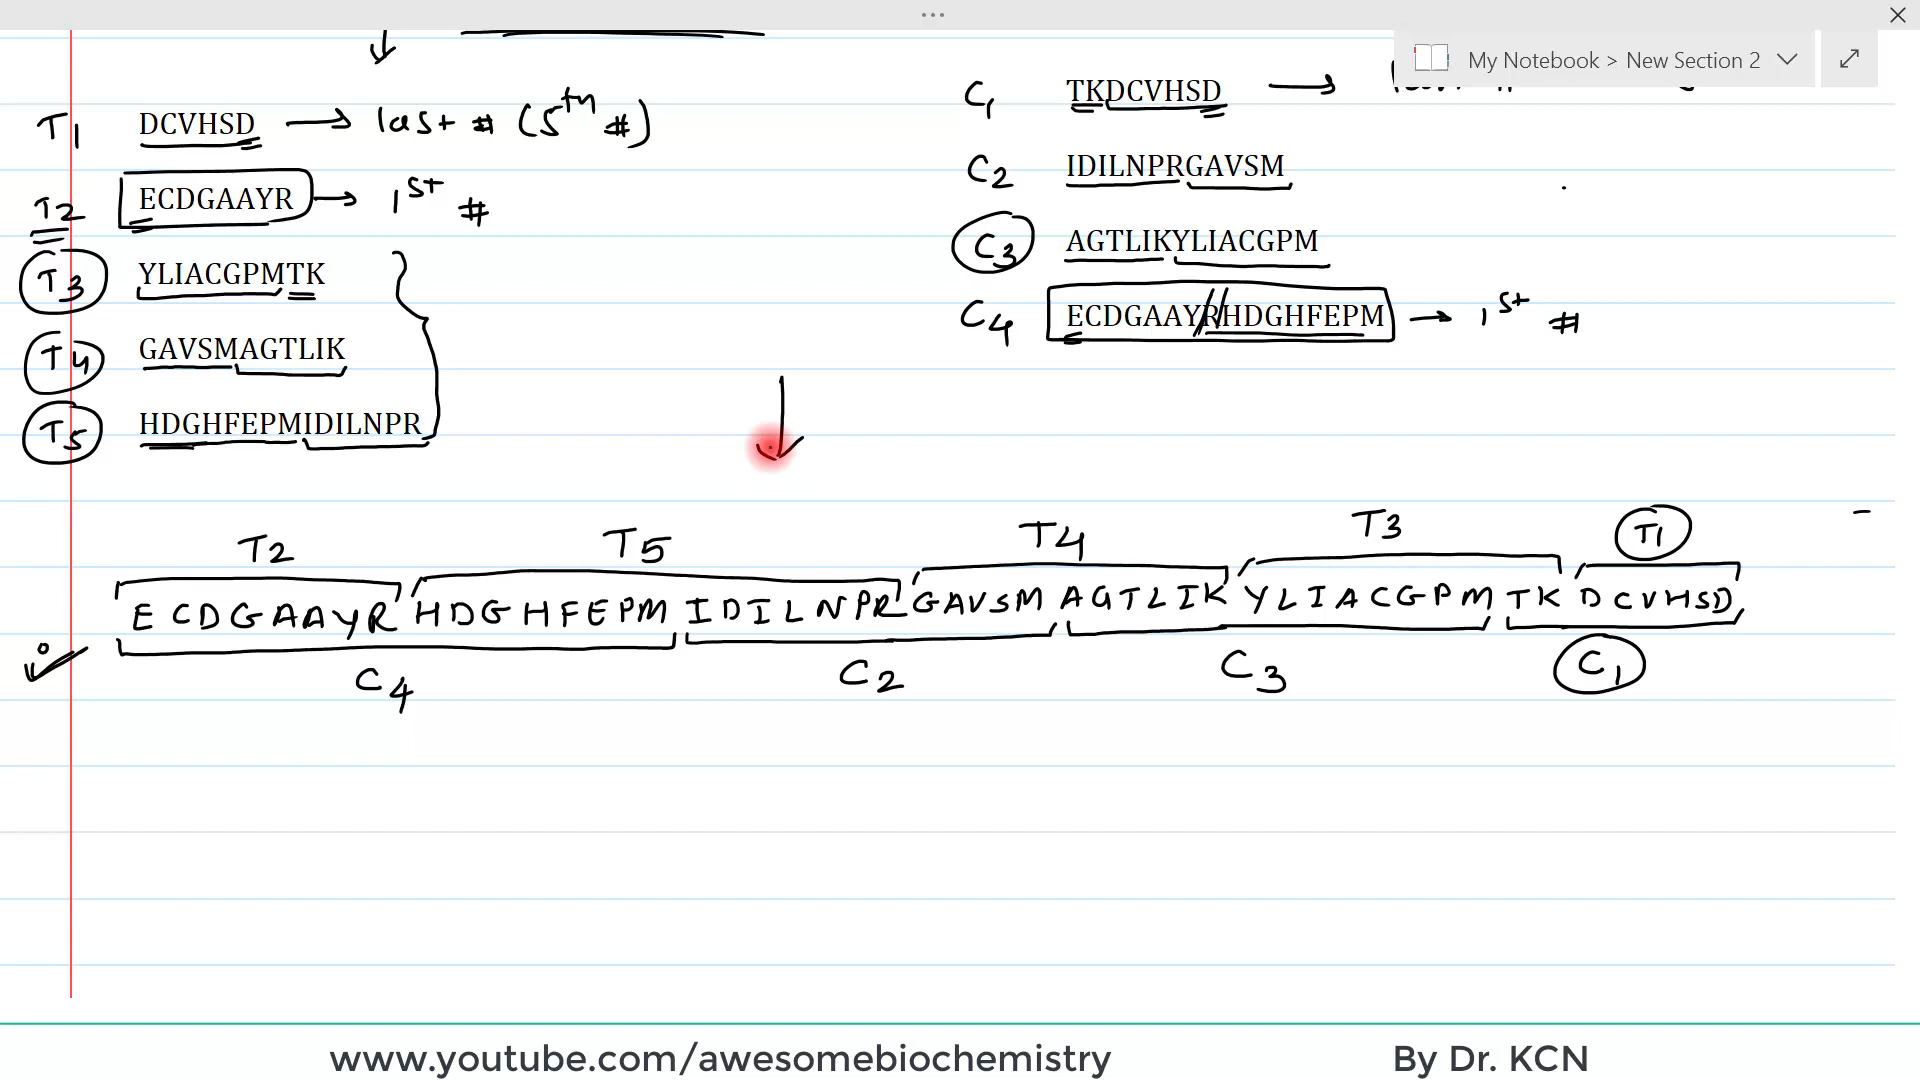 My Notebook > New Section 2
T1 DCVHSD → last # (5th #)
T2 ECDGAAYR → 1st #
T3 YLIACGPMTK
T4 GAVSMAGTLIK
T5 HDGHFEPMIDILNPR
C1 TKDCVHSD →
C2 IDILNPRGAVSM
C3 AGTLIKYLIACGPM
C4 ECDGAAYR//HDGHFEPM → 1st #
T2 T5 T4 T3 T1
ECDGAAYR HDGHFEPM IDILNPR GAVSM AGTLIK YLIACGPM TK DCVHSD
C4 C2 C3 C1
www.youtube.com/awesomebiochemistry
By Dr. KCN